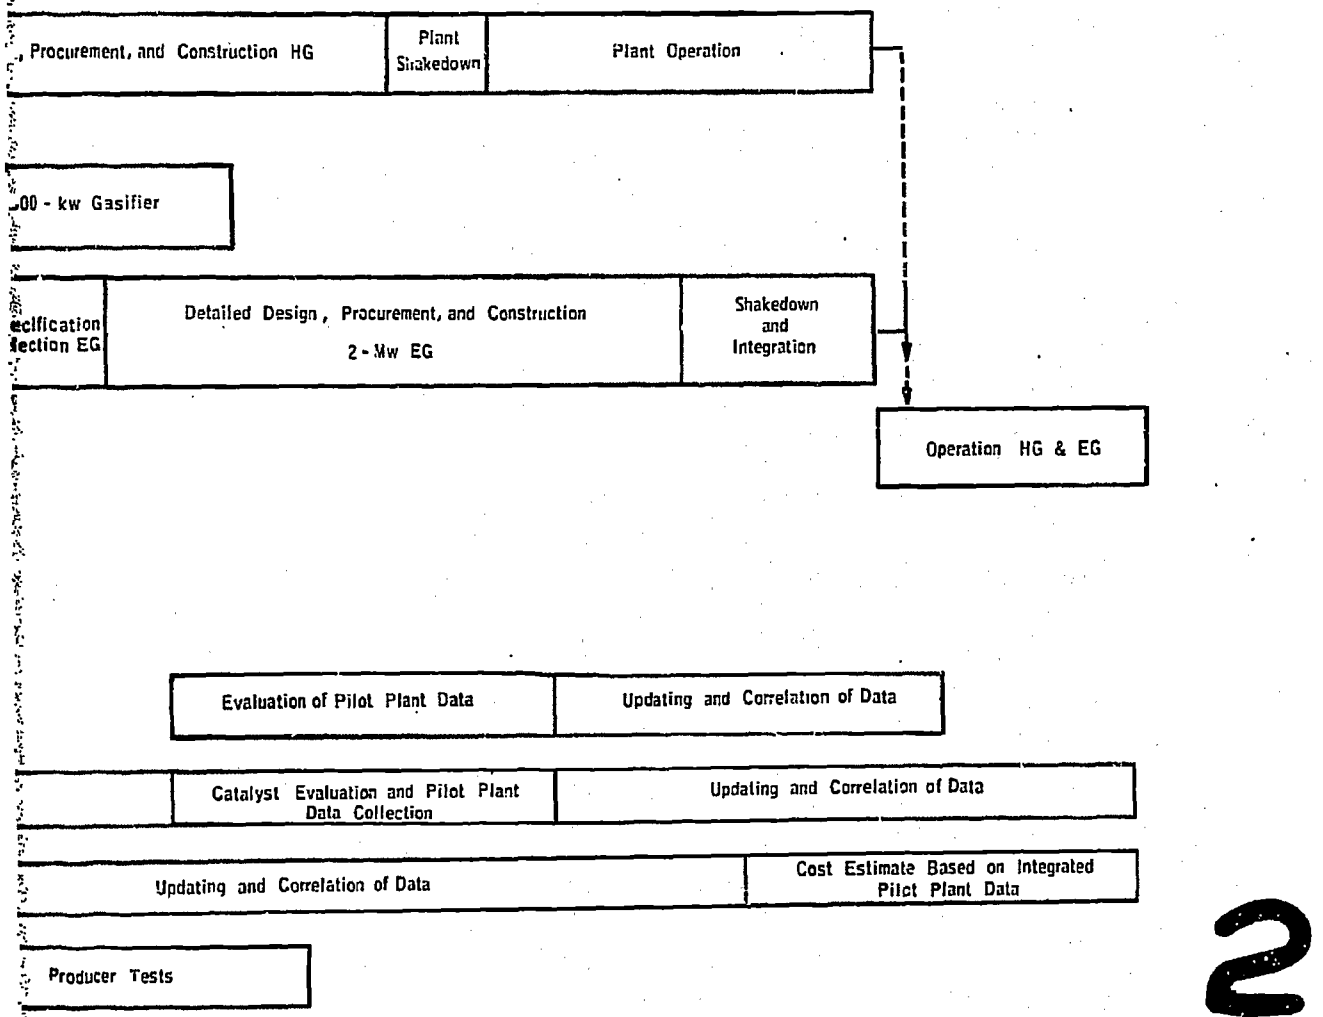 , Procurement, and Construction HG
Plant
Shakedown
Plant Operation
00 - kw Gasifier
ecification
lection EG
Detailed Design, Procurement, and Construction
2 - Mw EG
Shakedown
and
Integration
Operation HG & EG
Evaluation of Pilot Plant Data
Updating and Correlation of Data
Catalyst Evaluation and Pilot Plant
Data Collection
Updating and Correlation of Data
Updating and Correlation of Data
Cost Estimate Based on Integrated
Pilot Plant Data
Producer Tests
2